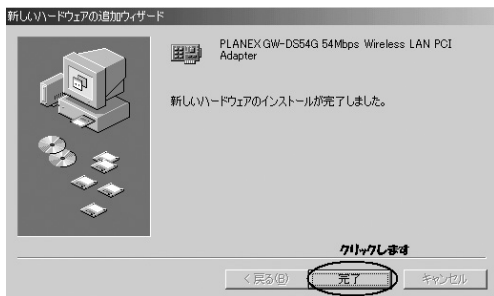 新しいハードウェアの追加ウィザード
PLANEX GW-DS54G 54Mbps Wireless LAN PCI
Adapter
新しいハードウェアのインストールが完了しました。
クリックします
< 戻る(B)
完了
キャンセル